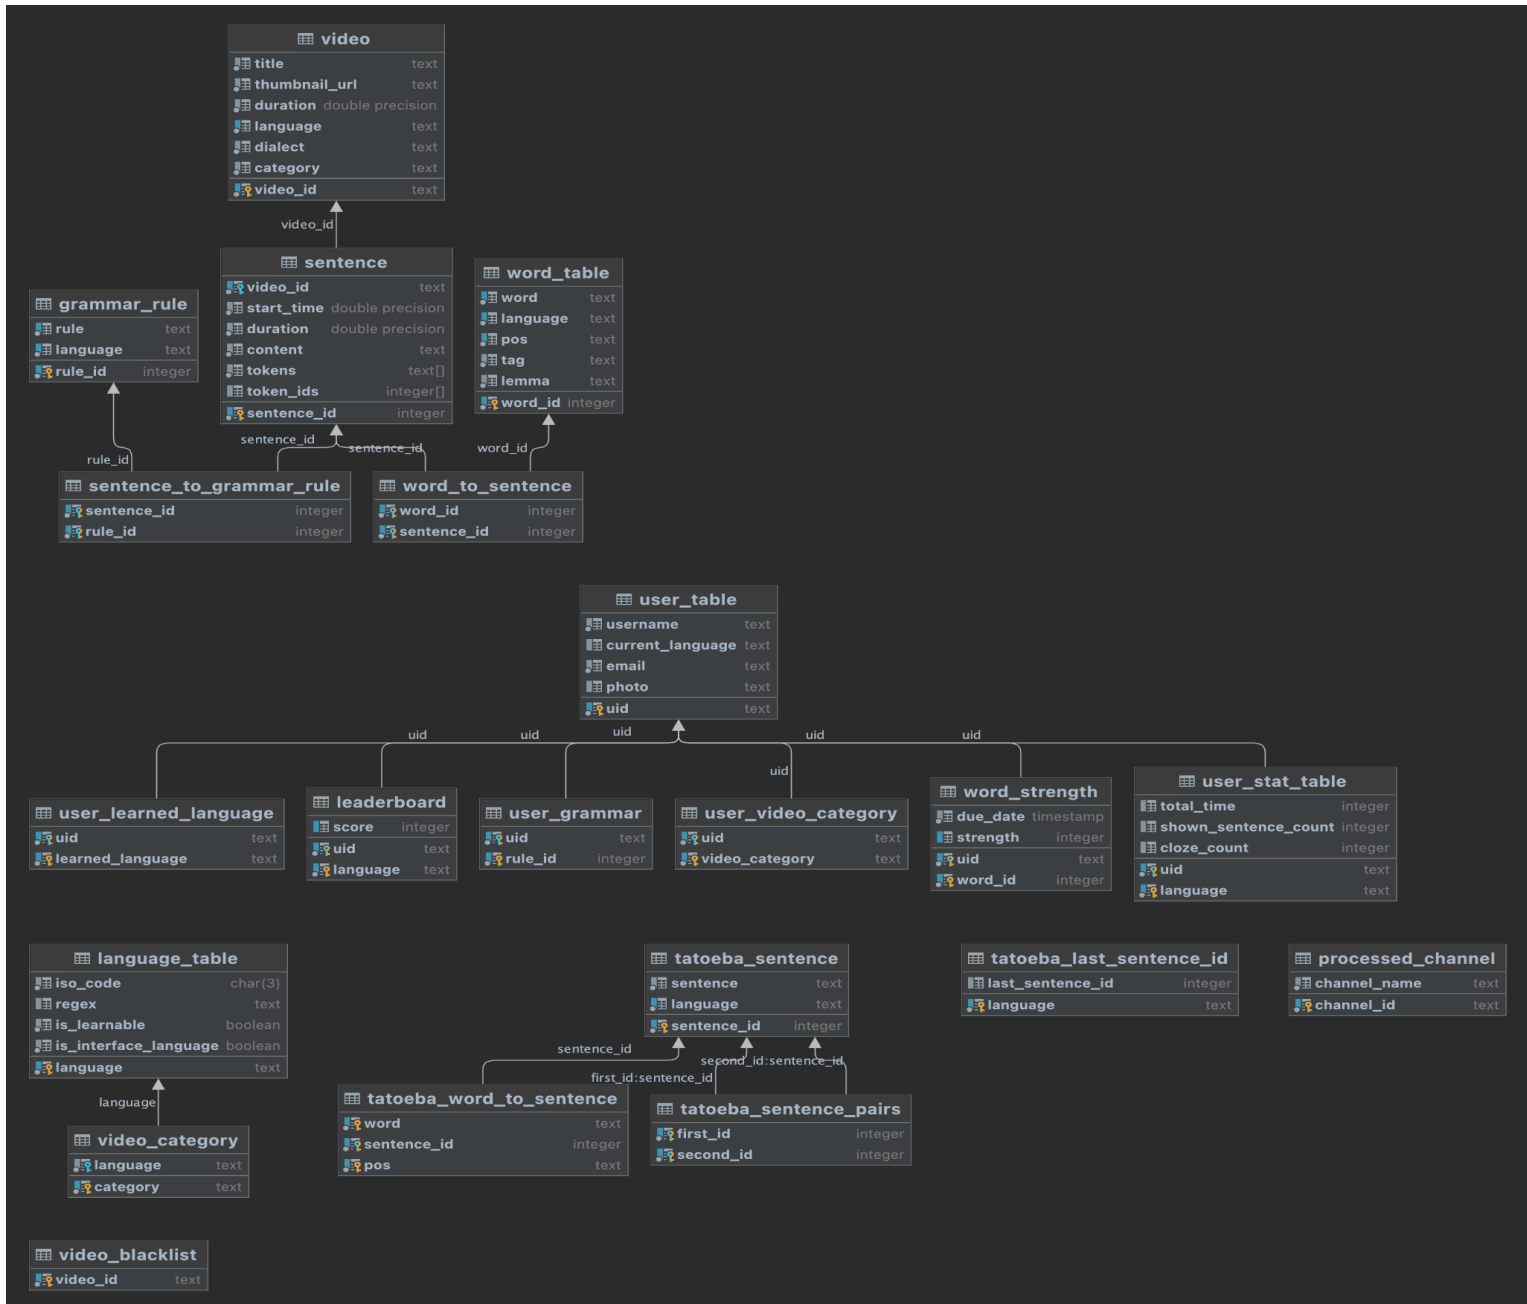 video
title text
thumbnail_url text
duration double precision
language text
dialect text
category text
video_id text
video_id
sentence
video_id text
start_time double precision
duration double precision
content text
tokens text[]
token_ids integer[]
sentence_id integer
word_table
word text
language text
pos text
tag text
lemma text
word_id integer
grammar_rule
rule text
language text
rule_id integer
sentence_id
sentence_id
word_id
rule_id
sentence_to_grammar_rule
sentence_id integer
rule_id integer
word_to_sentence
word_id integer
sentence_id integer
user_table
username text
current_language text
email text
photo text
uid text
uid
uid
uid
uid
uid
uid
user_learned_language
uid text
learned_language text
leaderboard
score integer
uid text
language text
user_grammar
uid text
rule_id integer
user_video_category
uid text
video_category text
word_strength
due_date timestamp
strength integer
uid text
word_id integer
user_stat_table
total_time integer
shown_sentence_count integer
cloze_count integer
uid text
language text
language_table
iso_code char(3)
regex text
is_learnable boolean
is_interface_language boolean
language text
tatoeba_sentence
sentence text
language text
sentence_id integer
tatoeba_last_sentence_id
last_sentence_id integer
language text
processed_channel
channel_name text
channel_id text
sentence_id
second_id:sentence_id
first_id:sentence_id
language
tatoeba_word_to_sentence
word text
sentence_id integer
pos text
tatoeba_sentence_pairs
first_id integer
second_id integer
video_category
language text
category text
video_blacklist
video_id text